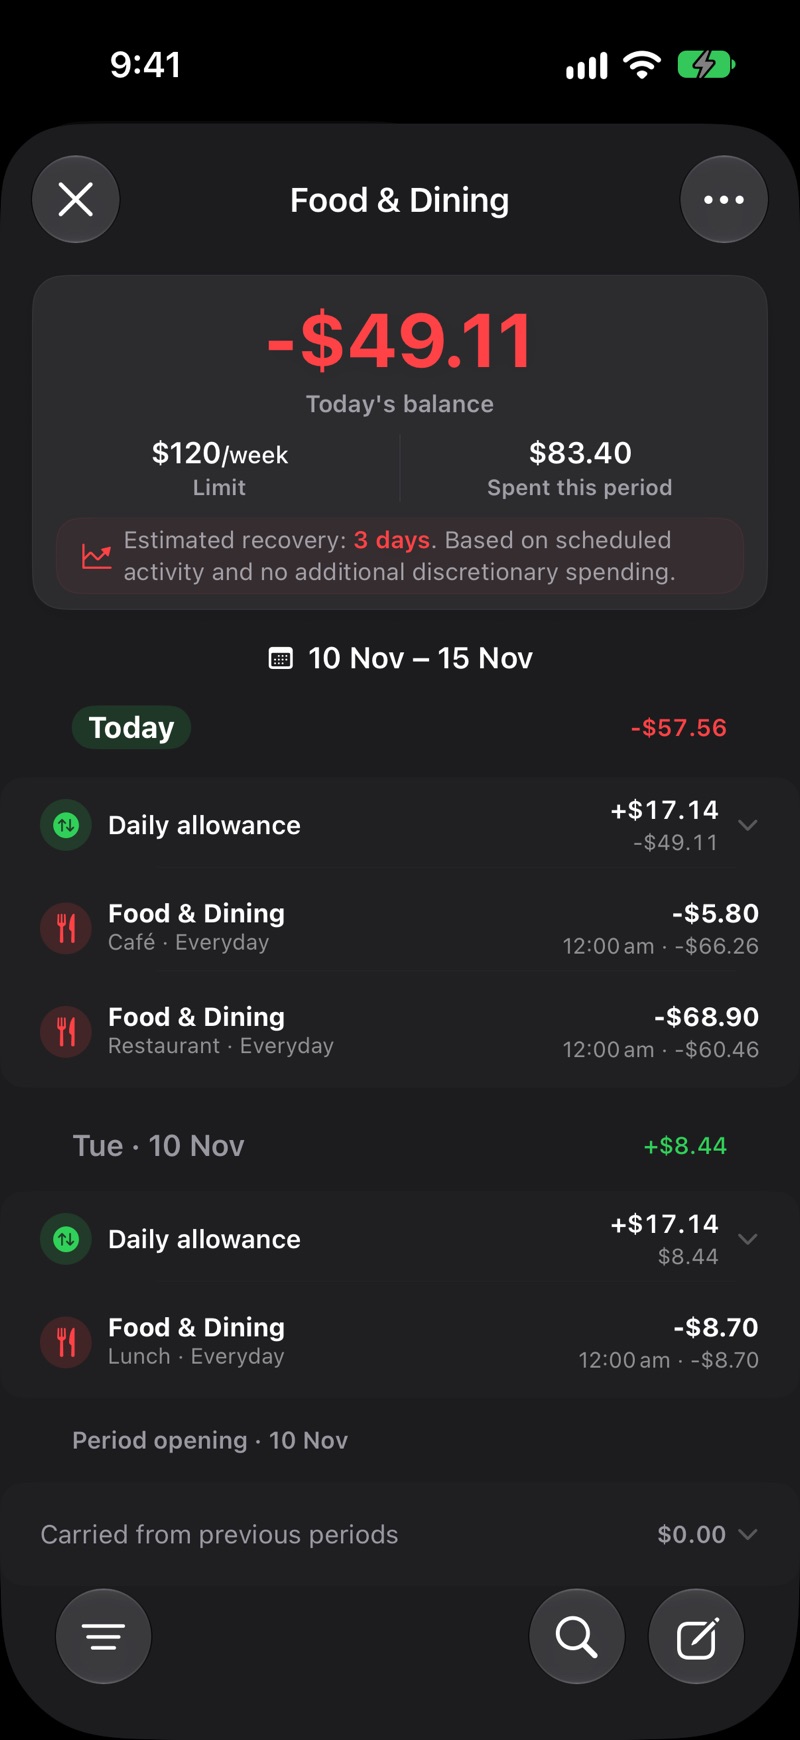 9:41
Food & Dining
-$49.11
Today's balance
$120/week
Limit
$83.40
Spent this period
Estimated recovery: 3 days. Based on scheduled
activity and no additional discretionary spending.
10 Nov – 15 Nov
Today
-$57.56
Daily allowance
+$17.14
-$49.11
Food & Dining
-$5.80
Café · Everyday
12:00 am · -$66.26
Food & Dining
-$68.90
Restaurant · Everyday
12:00 am · -$60.46
Tue · 10 Nov
+$8.44
Daily allowance
+$17.14
$8.44
Food & Dining
-$8.70
Lunch · Everyday
12:00 am · -$8.70
Period opening · 10 Nov
Carried from previous periods
$0.00